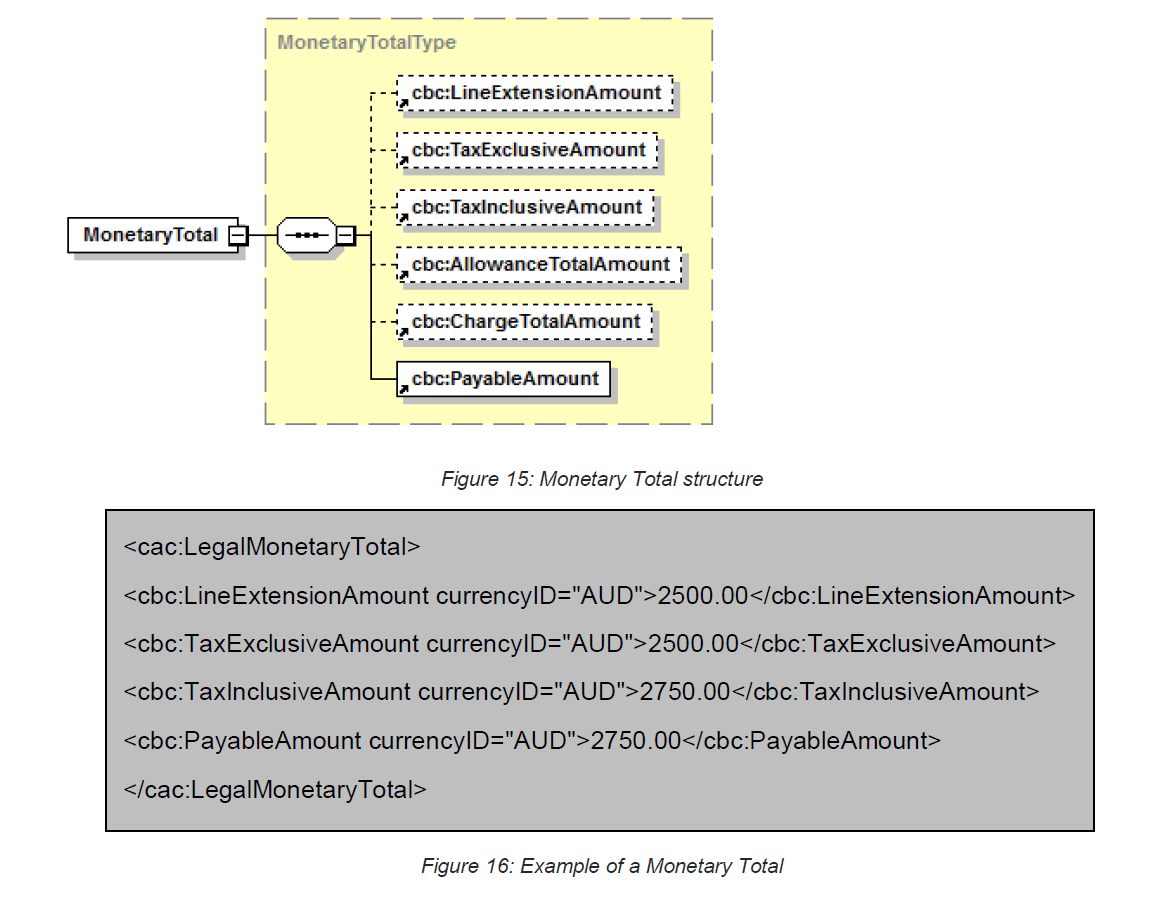 MonetaryTotalType
cbc:LineExtensionAmount
cbc:TaxExclusiveAmount
cbc:TaxInclusiveAmount
MonetaryTotal
cbc:AllowanceTotalAmount
cbc:ChargeTotalAmount
cbc:PayableAmount
Figure 15: Monetary Total structure
<cac:LegalMonetaryTotal>
<cbc:LineExtensionAmount currencyID="AUD">2500.00</cbc:LineExtensionAmount>
<cbc:TaxExclusiveAmount currencyID="AUD">2500.00</cbc:TaxExclusiveAmount>
<cbc:TaxInclusiveAmount currencyID="AUD">2750.00</cbc:TaxInclusiveAmount>
<cbc:PayableAmount currencyID="AUD">2750.00</cbc:PayableAmount>
</cac:LegalMonetaryTotal>
Figure 16: Example of a Monetary Total